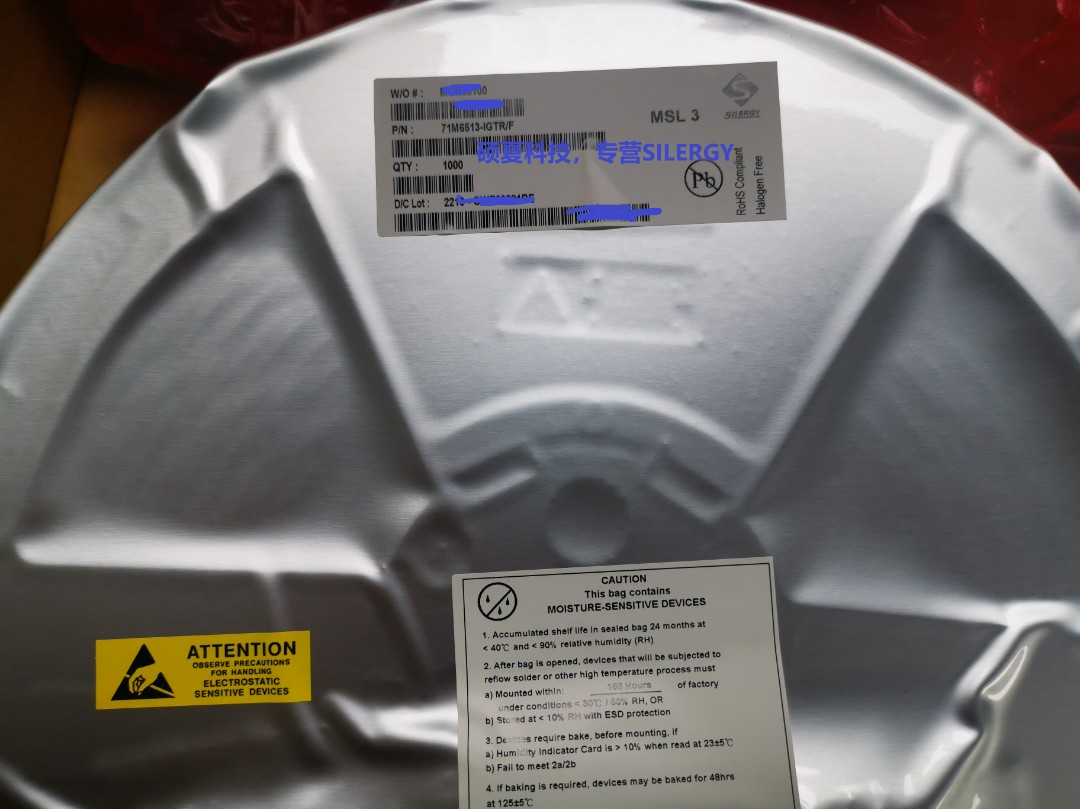 W/O # :
P/N : 71M6513-IGTR/F
QTY : 1000
D/C Lot :
MSL 3
SILERGY
Pb
RoHS Compliant
Halogen Free
硕夏科技，专营SILERGY
CAUTION
This bag contains
MOISTURE-SENSITIVE DEVICES
1. Accumulated shelf life in sealed bag 24 months at
< 40℃ and < 90% relative humidity (RH)
2. After bag is opened, devices that will be subjected to
reflow solder or other high temperature process must
a) Mounted within: 168 Hours of factory
under conditions < 30℃ / 60% RH, OR
b) Stored at < 10% RH with ESD protection
3. Devices require bake, before mounting, if
a) Humidity Indicator Card is > 10% when read at 23±5℃
b) Fail to meet 2a/2b
4. If baking is required, devices may be baked for 48hrs
at 125±5℃
ATTENTION
OBSERVE PRECAUTIONS
FOR HANDLING
ELECTROSTATIC
SENSITIVE DEVICES